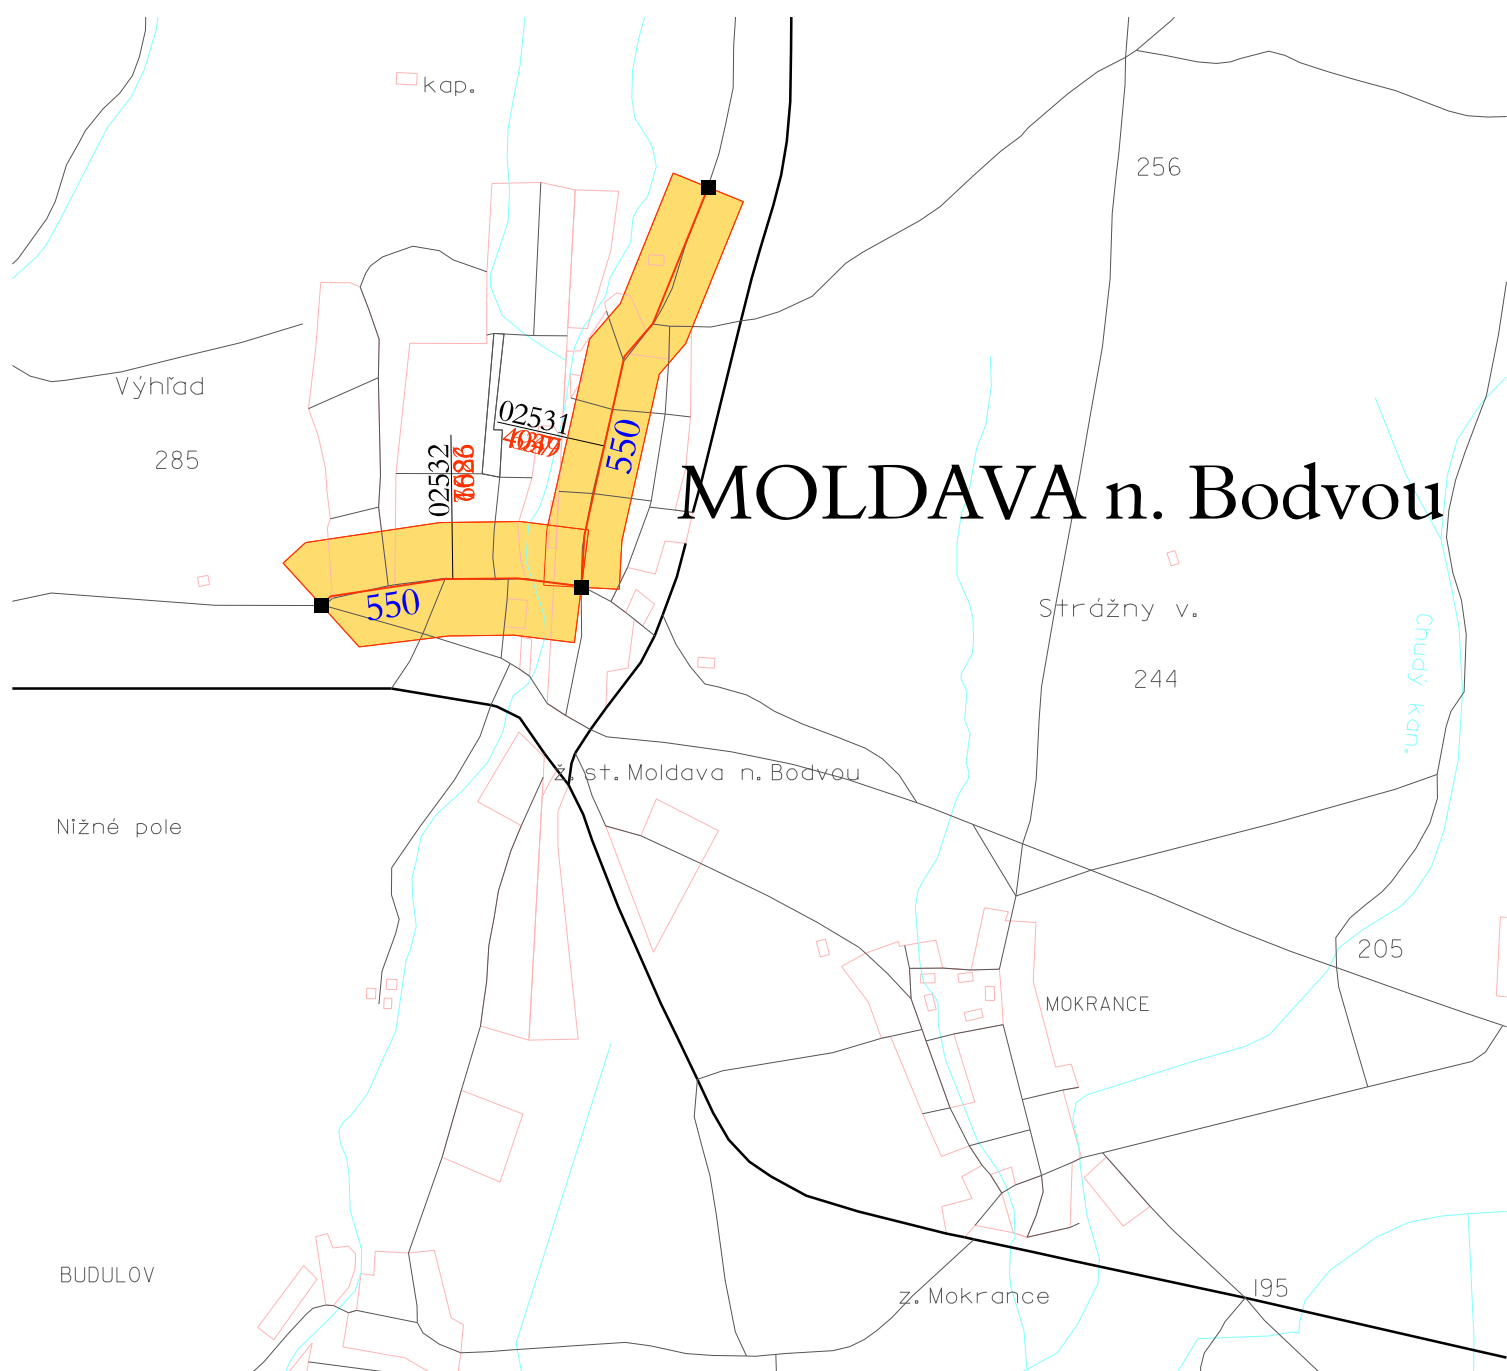 kap.
256
Výhľad
02531
550
285
02532
MOLDAVA n. Bodvou
550
Strážny v.
Chudý kan.
244
ž. st. Moldava n. Bodvou
Nižné pole
205
MOKRANCE
BUDULOV
195
z. Mokrance